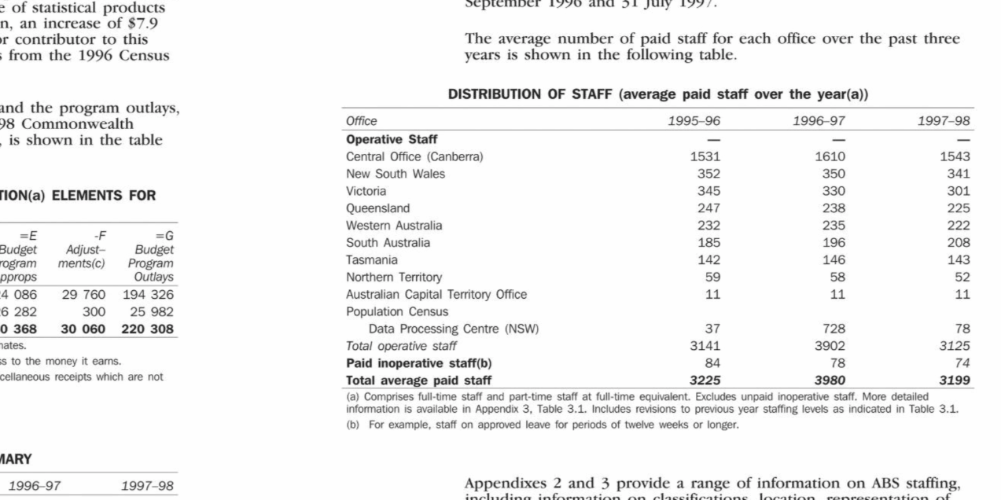 e of statistical products
n, an increase of $7.9
or contributor to this
s from the 1996 Census
and the program outlays,
98 Commonwealth
, is shown in the table
TION(a) ELEMENTS FOR
=E -F =G
Budget Adjust– Budget
rogram ments(c) Program
pprops Outlays
4 086 29 760 194 326
6 282 300 25 982
0 368 30 060 220 308
nates.
ss to the money it earns.
cellaneous receipts which are not
MARY
1996–97 1997–98
September 1996 and 31 July 1997.
The average number of paid staff for each office over the past three
years is shown in the following table.
DISTRIBUTION OF STAFF (average paid staff over the year(a))
Office 1995–96 1996–97 1997–98
Operative Staff — — —
Central Office (Canberra) 1531 1610 1543
New South Wales 352 350 341
Victoria 345 330 301
Queensland 247 238 225
Western Australia 232 235 222
South Australia 185 196 208
Tasmania 142 146 143
Northern Territory 59 58 52
Australian Capital Territory Office 11 11 11
Population Census
Data Processing Centre (NSW) 37 728 78
Total operative staff 3141 3902 3125
Paid inoperative staff(b) 84 78 74
Total average paid staff 3225 3980 3199
(a) Comprises full-time staff and part-time staff at full-time equivalent. Excludes unpaid inoperative staff. More detailed
information is available in Appendix 3, Table 3.1. Includes revisions to previous year staffing levels as indicated in Table 3.1.
(b) For example, staff on approved leave for periods of twelve weeks or longer.
Appendixes 2 and 3 provide a range of information on ABS staffing,
including information on classifications, location, representation of